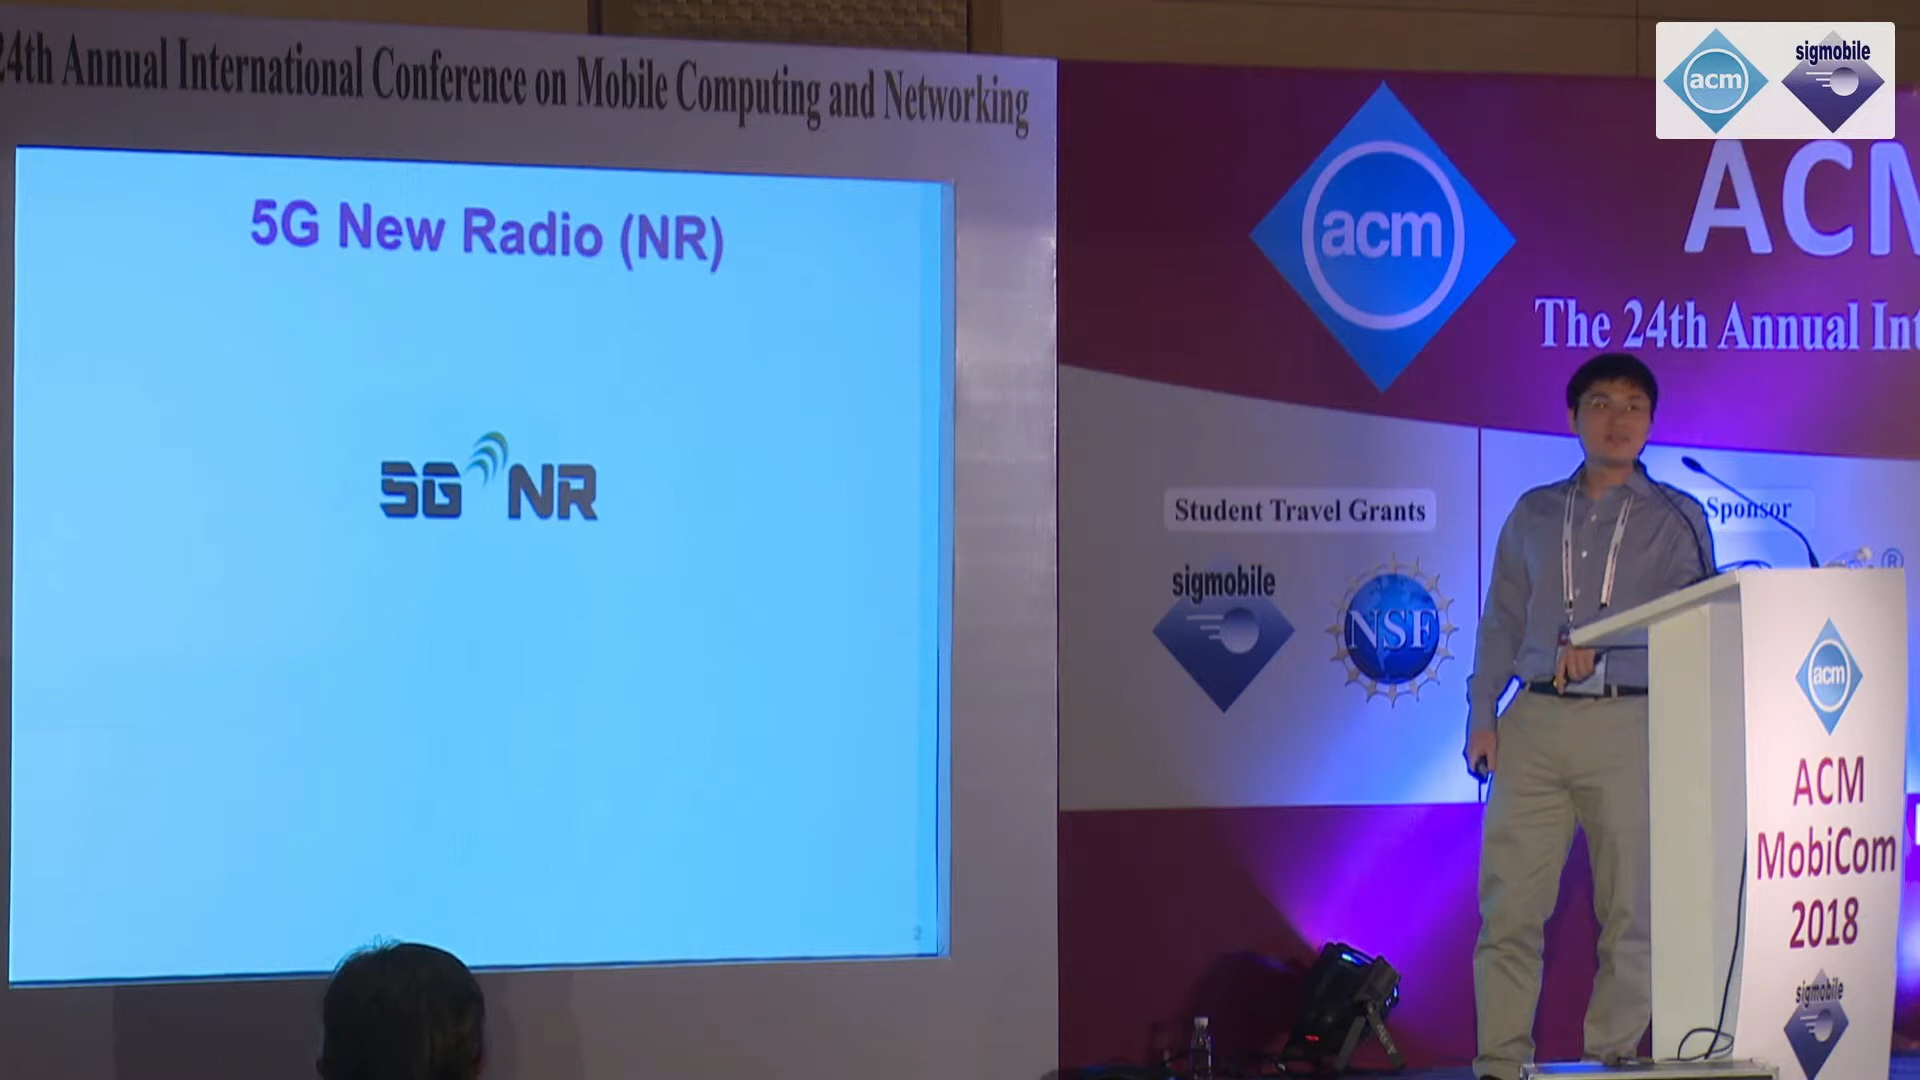 24th Annual International Conference on Mobile Computing and Networking
5G New Radio (NR)
5G NR
2
acm
sigmobile
acm
ACM
The 24th Annual Int
Student Travel Grants
Sponsor
sigmobile
NSF
®
acm
ACM
MobiCom
2018
sigmobile